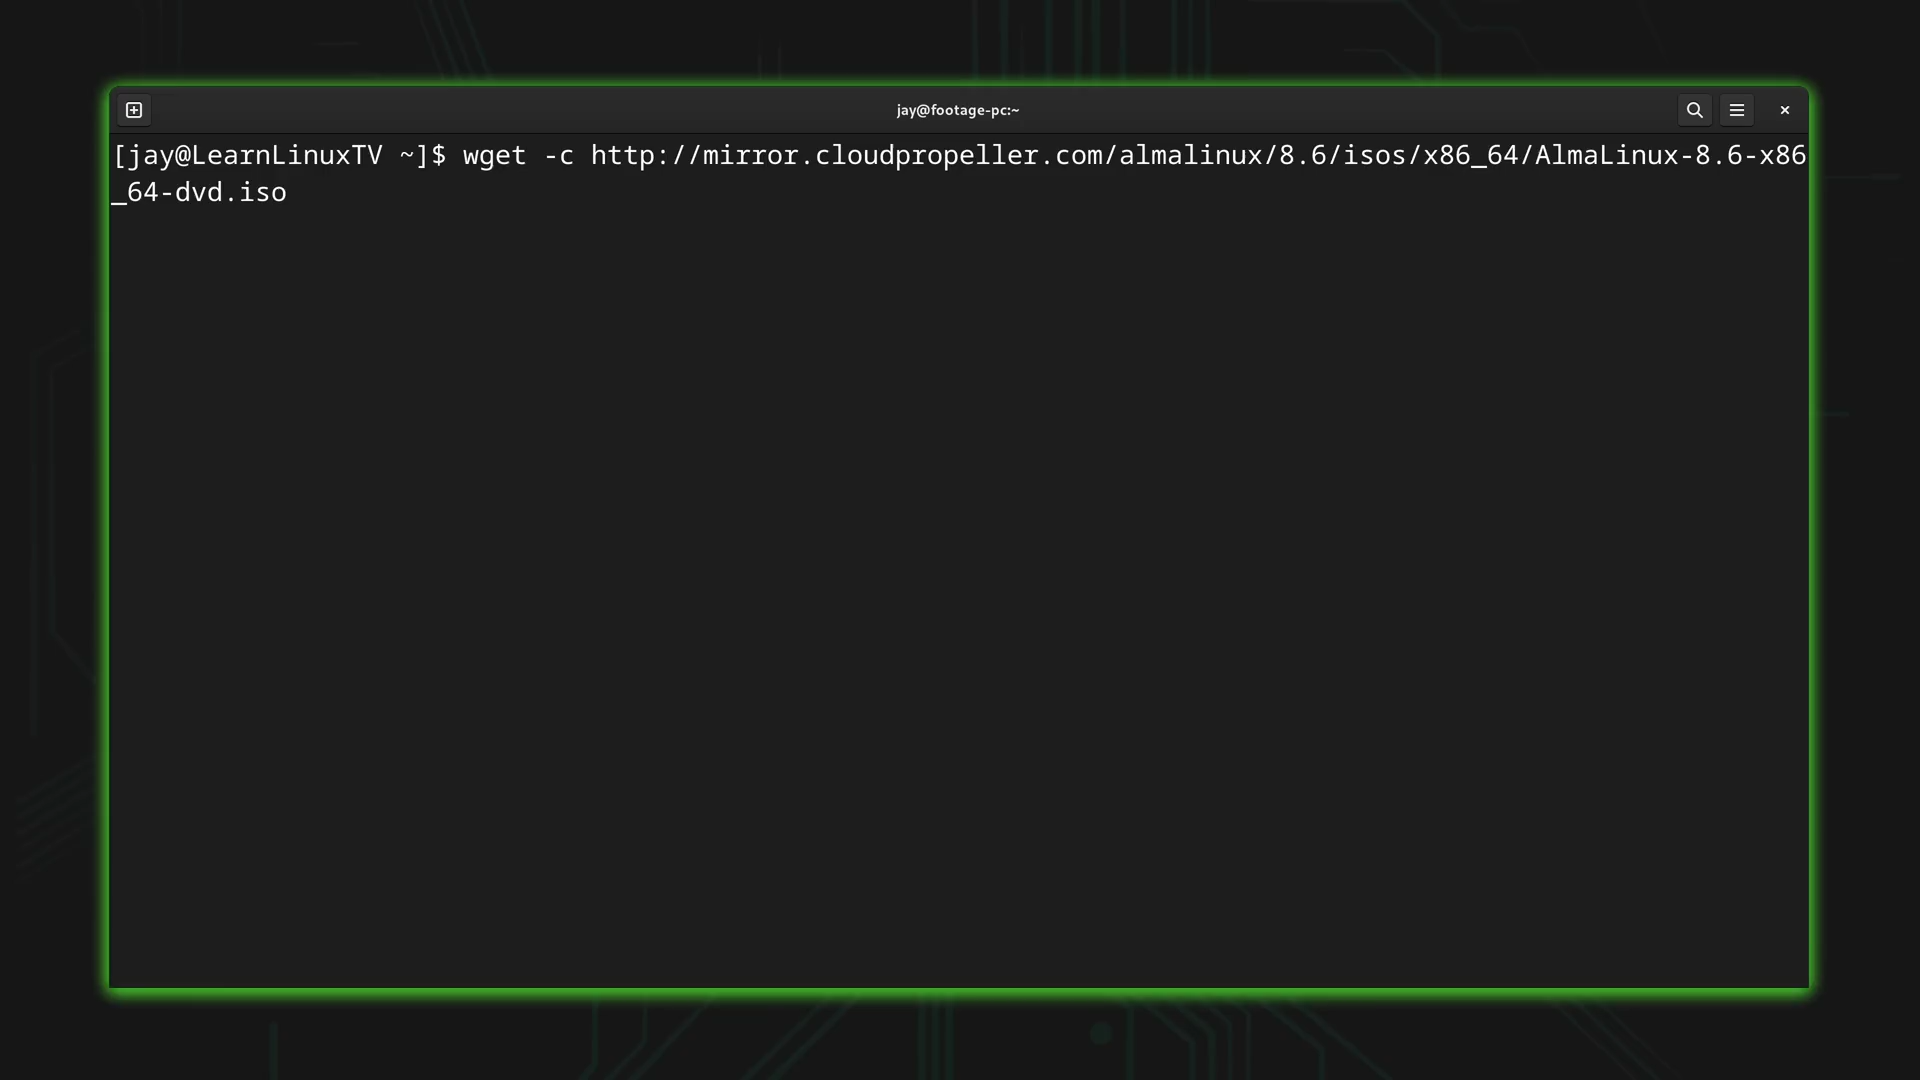 jay@footage-pc:~
[jay@LearnLinuxTV ~]$ wget -c http://mirror.cloudpropeller.com/almalinux/8.6/isos/x86_64/AlmaLinux-8.6-x86
_64-dvd.iso